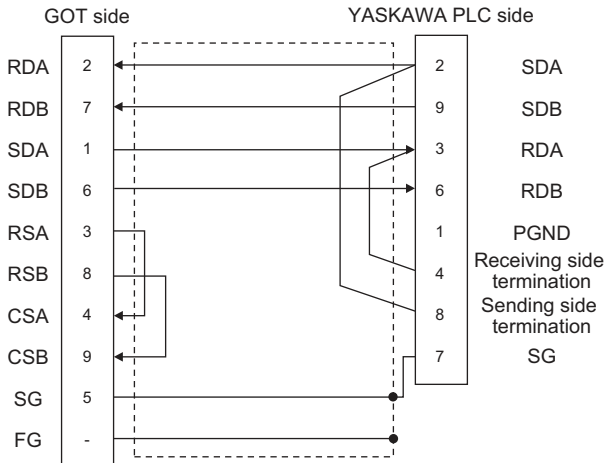 GOT side YASKAWA PLC side
RDA 2 2 SDA
RDB 7 9 SDB
SDA 1 3 RDA
SDB 6 6 RDB
RSA 3 1 PGND
RSB 8 4 Receiving side
termination
CSA 4 8 Sending side
termination
CSB 9 7 SG
SG 5
FG -